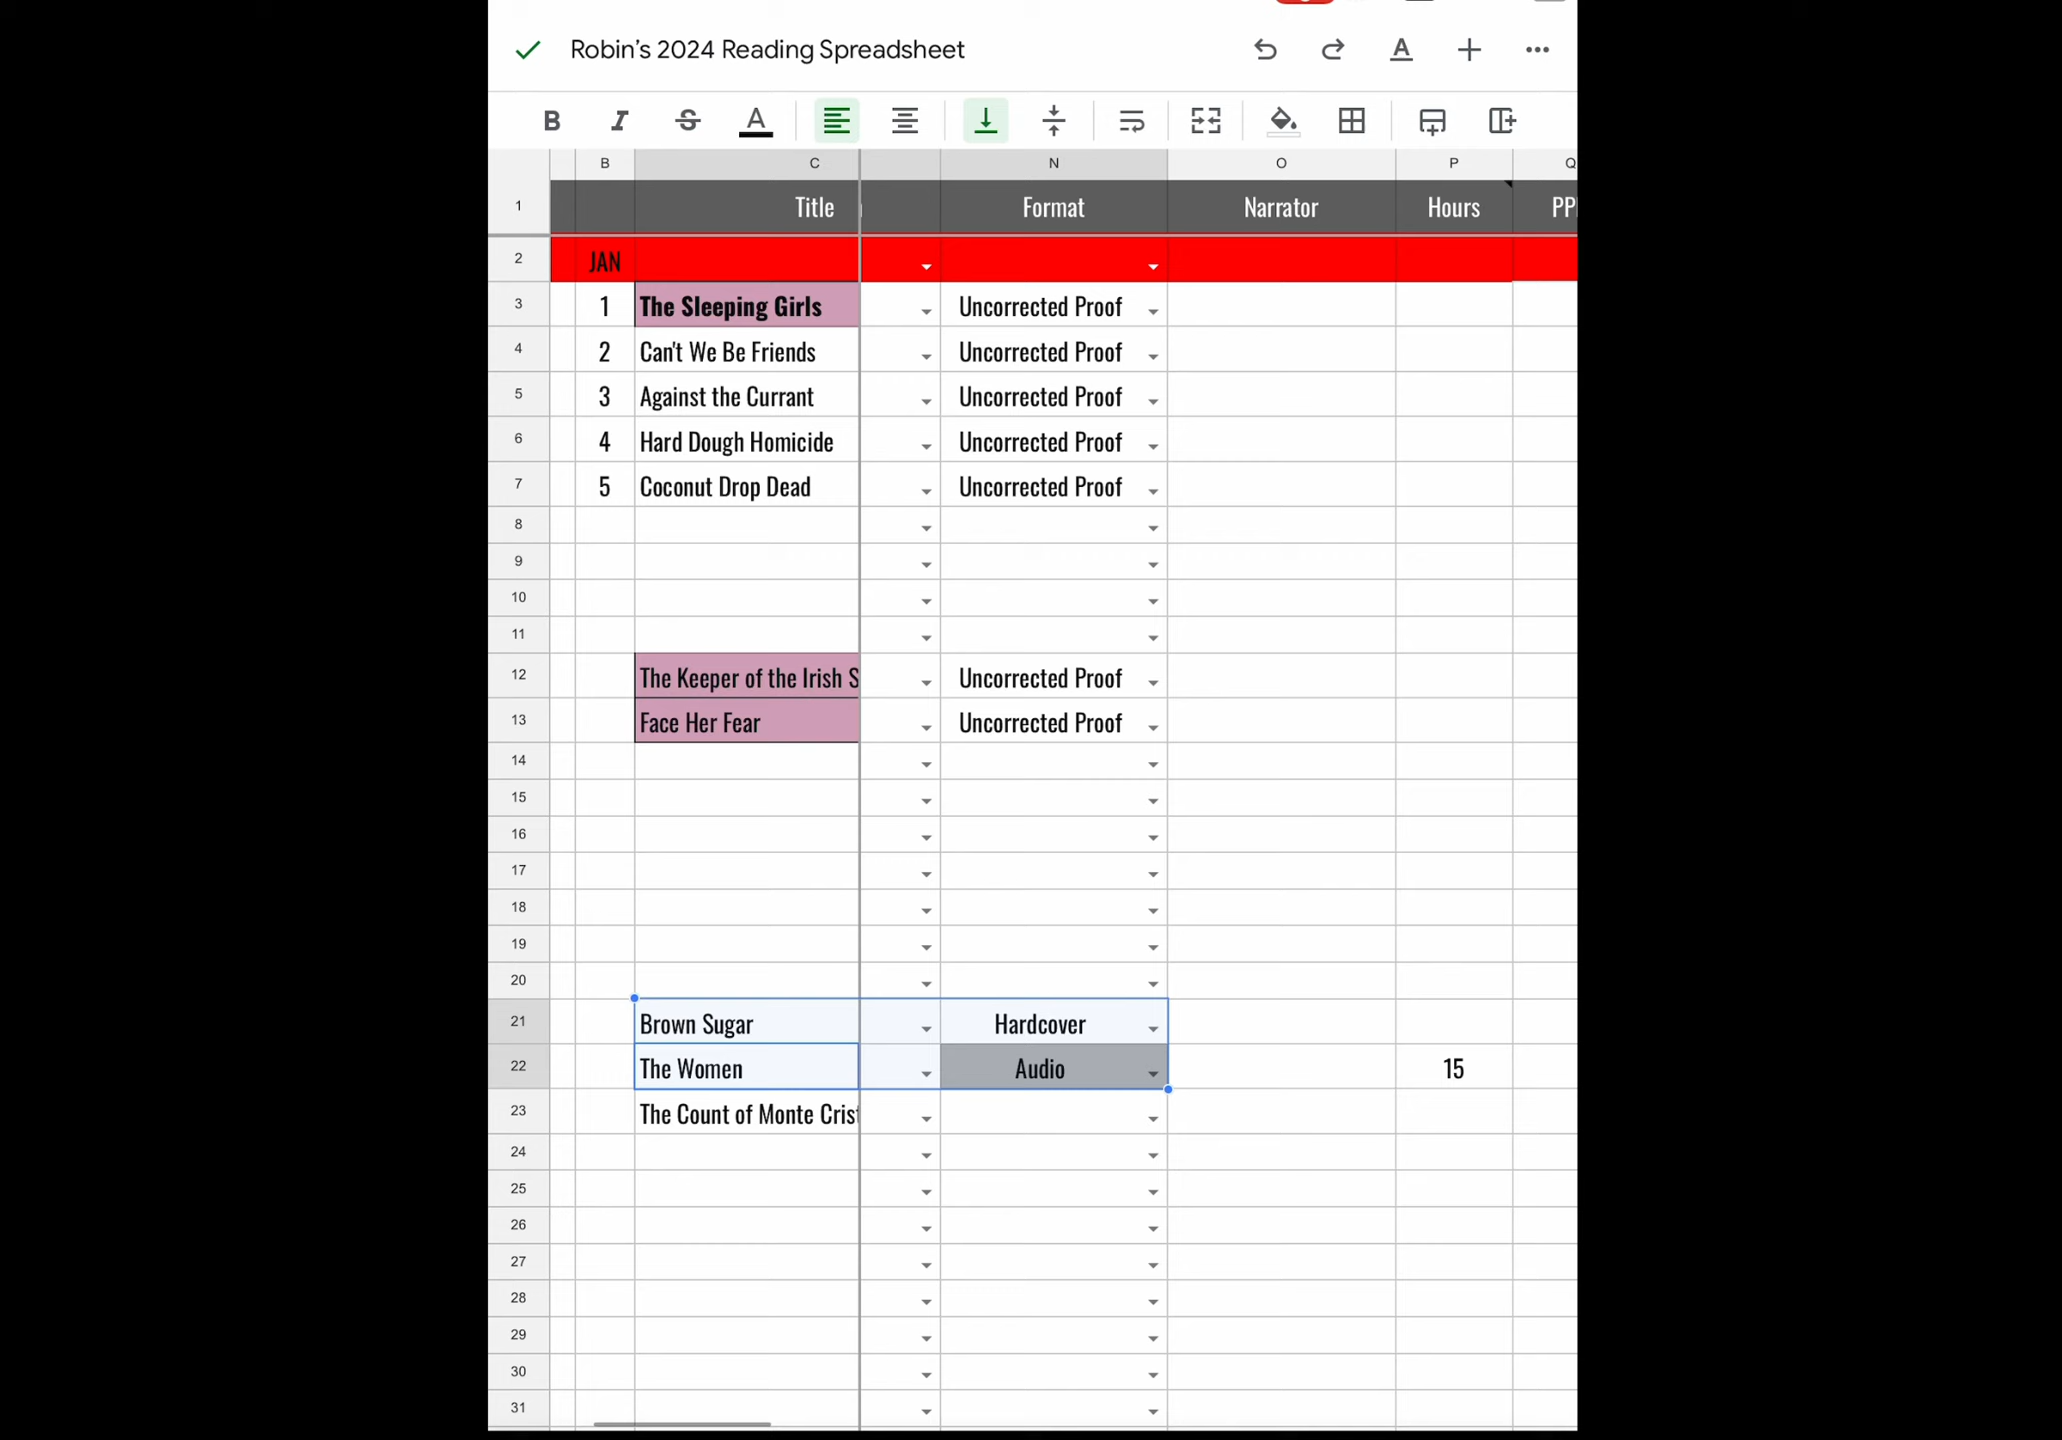 Robin's 2024 Reading Spreadsheet
B I S A
B C N O P Q
1 Title Format Narrator Hours PP
2 JAN
3 1 The Sleeping Girls Uncorrected Proof
4 2 Can't We Be Friends Uncorrected Proof
5 3 Against the Currant Uncorrected Proof
6 4 Hard Dough Homicide Uncorrected Proof
7 5 Coconut Drop Dead Uncorrected Proof
8
9
10
11
12 The Keeper of the Irish S Uncorrected Proof
13 Face Her Fear Uncorrected Proof
14
15
16
17
18
19
20
21 Brown Sugar Hardcover
22 The Women Audio 15
23 The Count of Monte Crist
24
25
26
27
28
29
30
31